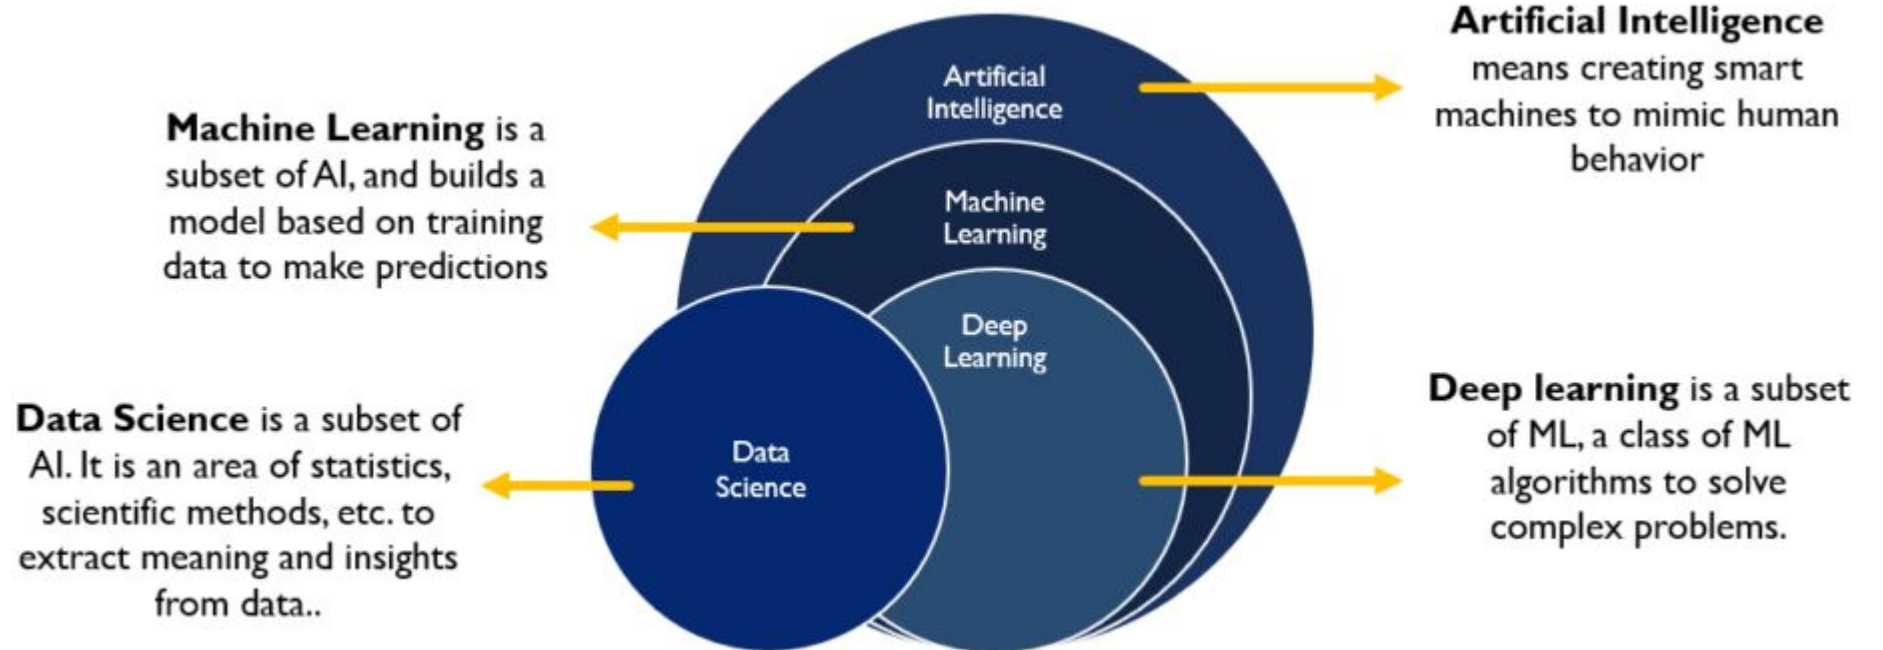 Artificial Intelligence
means creating smart
machines to mimic human
behavior
Machine Learning is a
subset of AI, and builds a
model based on training
data to make predictions
Artificial
Intelligence
Machine
Learning
Deep
Learning
Data
Science
Data Science is a subset of
AI. It is an area of statistics,
scientific methods, etc. to
extract meaning and insights
from data..
Deep learning is a subset
of ML, a class of ML
algorithms to solve
complex problems.